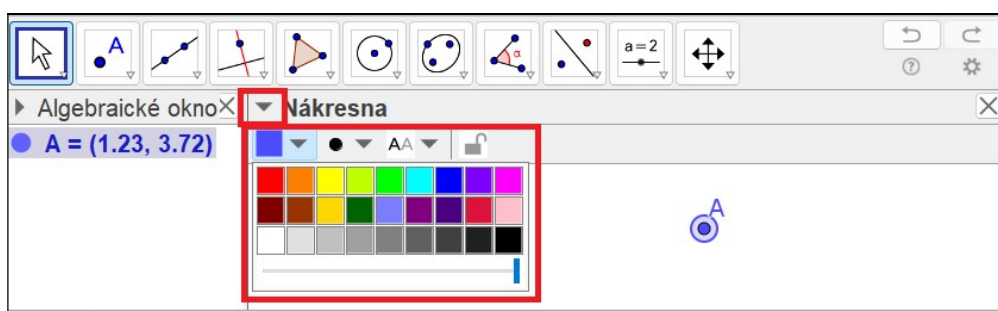 A
α
a = 2
Algebraické okno
Nákresna
A = (1.23, 3.72)
AA
A